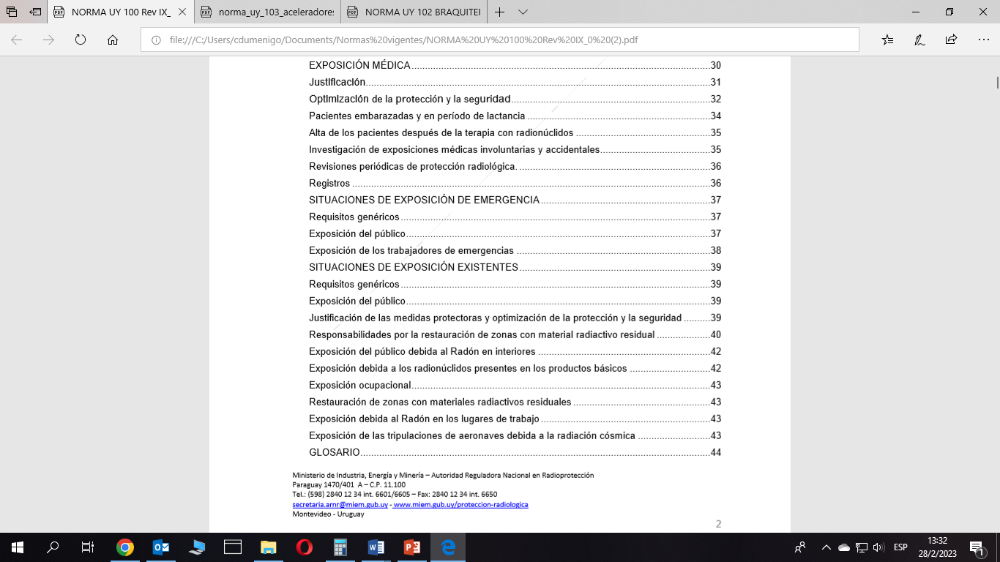 NORMA UY 100 Rev IX_
norma_uy_103_aceleradores
NORMA UY 102 BRAQUITER
file:///C:/Users/cdumenigo/Documents/Normas%20vigentes/NORMA%20UY%20100%20Rev%20IX_0%20(2).pdf
EXPOSICIÓN MÉDICA....................30
Justificación....................31
Optimización de la protección y la seguridad....................32
Pacientes embarazadas y en período de lactancia ....................34
Alta de los pacientes después de la terapia con radionúclidos ....................35
Investigación de exposiciones médicas involuntarias y accidentales....................35
Revisiones periódicas de protección radiológica. ....................36
Registros ....................36
SITUACIONES DE EXPOSICIÓN DE EMERGENCIA....................37
Requisitos genéricos....................37
Exposición del público....................37
Exposición de los trabajadores de emergencias ....................38
SITUACIONES DE EXPOSICIÓN EXISTENTES....................39
Requisitos genéricos....................39
Exposición del público....................39
Justificación de las medidas protectoras y optimización de la protección y la seguridad ..........39
Responsabilidades por la restauración de zonas con material radiactivo residual ....................40
Exposición del público debida al Radón en interiores ....................42
Exposición debida a los radionúclidos presentes en los productos básicos ....................42
Exposición ocupacional....................43
Restauración de zonas con materiales radiactivos residuales ....................43
Exposición debida al Radón en los lugares de trabajo ....................43
Exposición de las tripulaciones de aeronaves debida a la radiación cósmica ....................43
GLOSARIO....................44
Ministerio de Industria, Energía y Minería – Autoridad Reguladora Nacional en Radioprotección
Paraguay 1470/401 A – C.P. 11.100
Tel.: (598) 2840 12 34 int. 6601/6605 – Fax: 2840 12 34 int. 6650
secretaria.arnr@miem.gub.uy - www.miem.gub.uy/proteccion-radiologica
Montevideo - Uruguay
2
ESP
13:32
28/2/2023
1